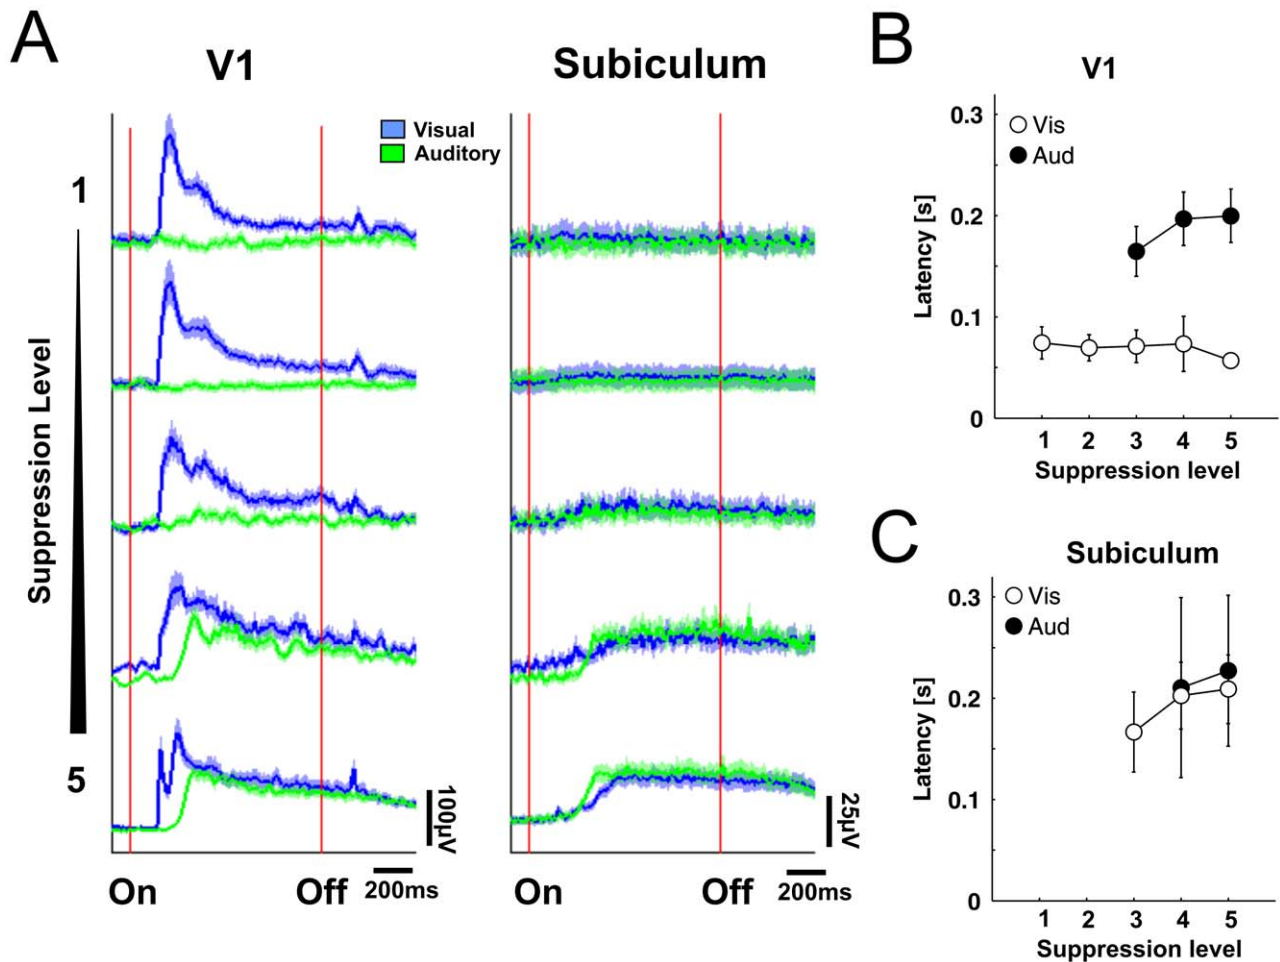 A
V1
Subiculum
Visual
Auditory
1
Suppression Level
5
100μV
25μV
On
Off
200ms
On
Off
200ms
B
V1
Vis
Aud
0.3
0.2
0.1
0
Latency [s]
1 2 3 4 5
Suppression level
C
Subiculum
Vis
Aud
0.3
0.2
0.1
0
Latency [s]
1 2 3 4 5
Suppression level